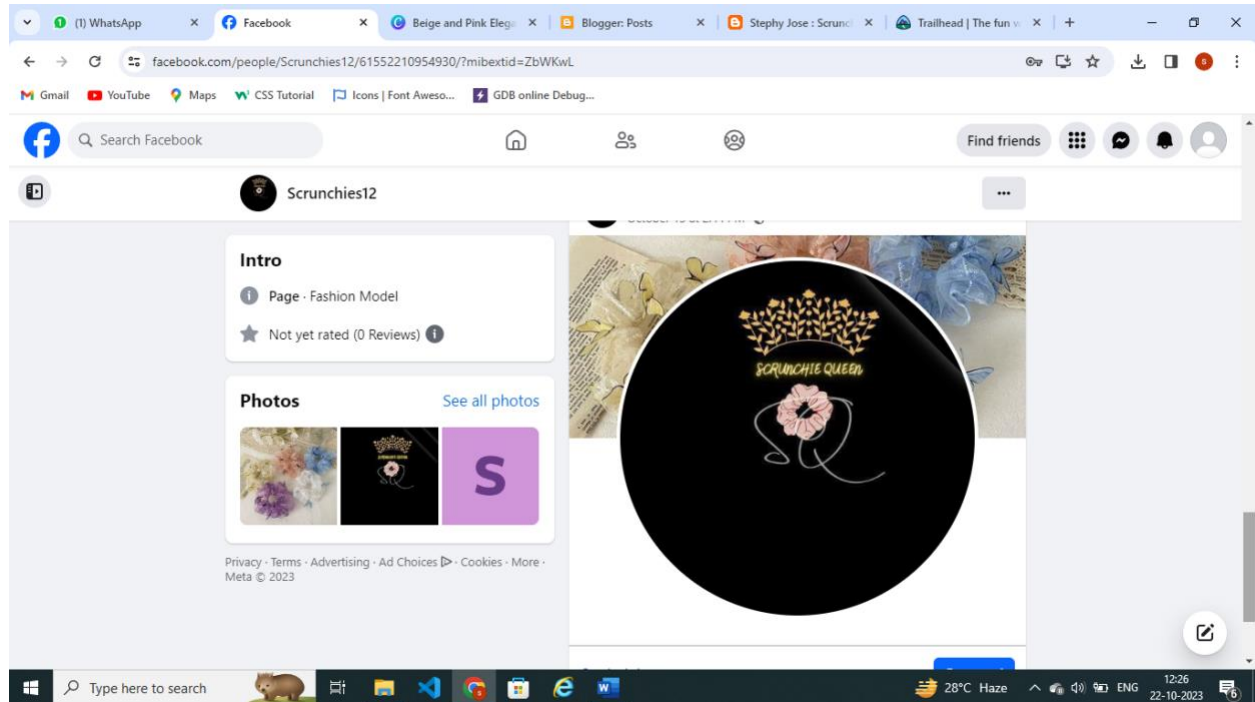 (1) WhatsApp
Facebook
Beige and Pink Eleg
Blogger: Posts
Stephy Jose : Scrunc
Trailhead | The fun
facebook.com/people/Scrunchies12/61552210954930/?mibextid=ZbWKwL
Gmail YouTube Maps CSS Tutorial Icons | Font Aweso... GDB online Debug...
Search Facebook
Find friends
Scrunchies12
Intro
Page · Fashion Model
Not yet rated (0 Reviews)
Photos See all photos
S
Privacy · Terms · Advertising · Ad Choices · Cookies · More ·
Meta © 2023
SCRUNCHIE QUEEN
SQ
Type here to search
28°C Haze
ENG
12:26
22-10-2023
6